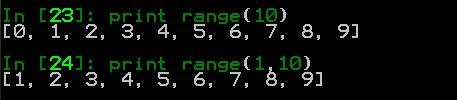 In [23]: print range(10)
[0, 1, 2, 3, 4, 5, 6, 7, 8, 9]
In [24]: print range(1,10)
[1, 2, 3, 4, 5, 6, 7, 8, 9]